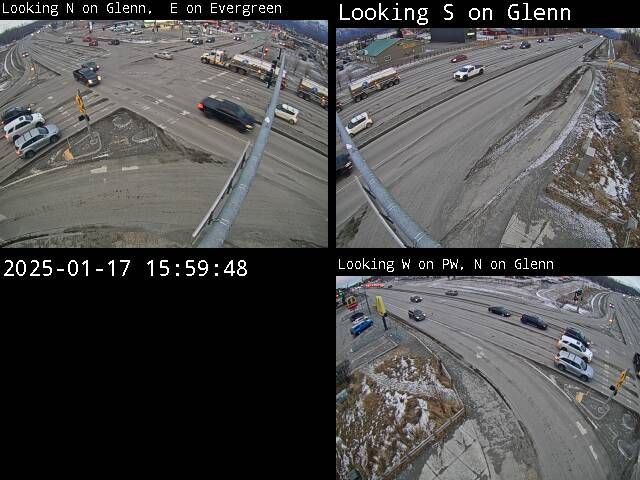 Looking N on Glenn,  E on Evergreen
Looking S on Glenn
2025-01-17 15:59:48
Looking W on PW, N on Glenn